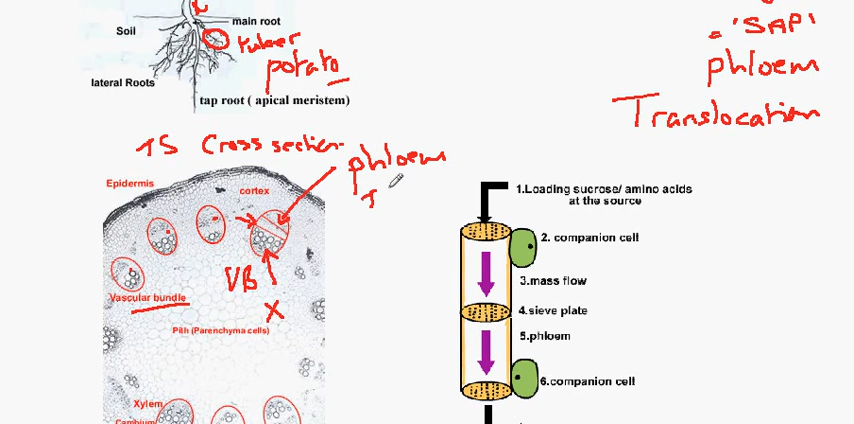 main root
Soil
tuber
potato
lateral Roots
tap root ( apical meristem)
= 'SAP'
phloem
Translocation
TS Cross section
phloem
Epidermis
cortex
VB
Vascular bundle
X
Pith (Parenchyma cells)
Xylem
1.Loading sucrose/ amino acids
at the source
2. companion cell
3.mass flow
4.sieve plate
5.phloem
6.companion cell